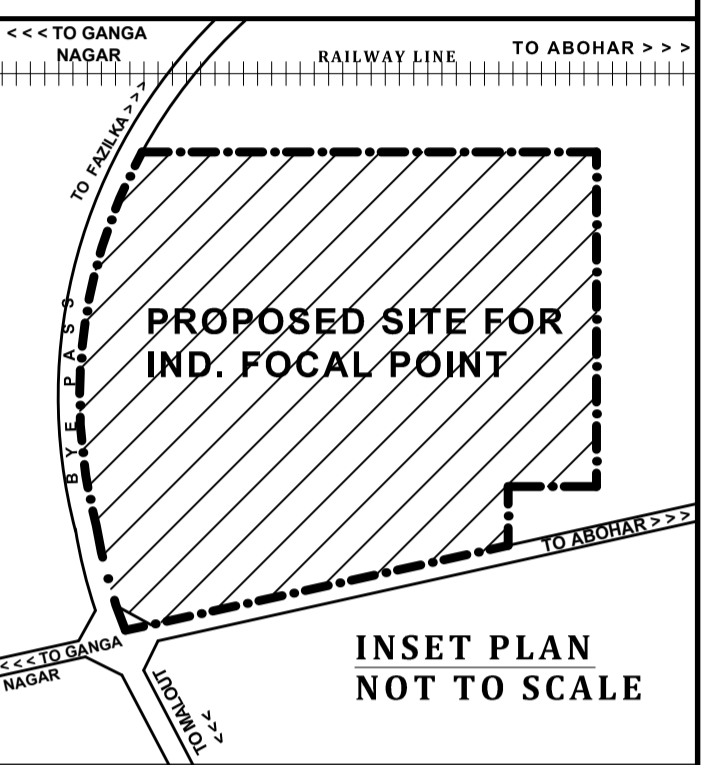 < < < TO GANGA
NAGAR
RAILWAY LINE
TO ABOHAR > > >
TO FAZILKA > > >
BYE PASS
PROPOSED SITE FOR
IND. FOCAL POINT
TO ABOHAR > > >
< < < TO GANGA
NAGAR
TO MALOUT
<<<
INSET PLAN
NOT TO SCALE